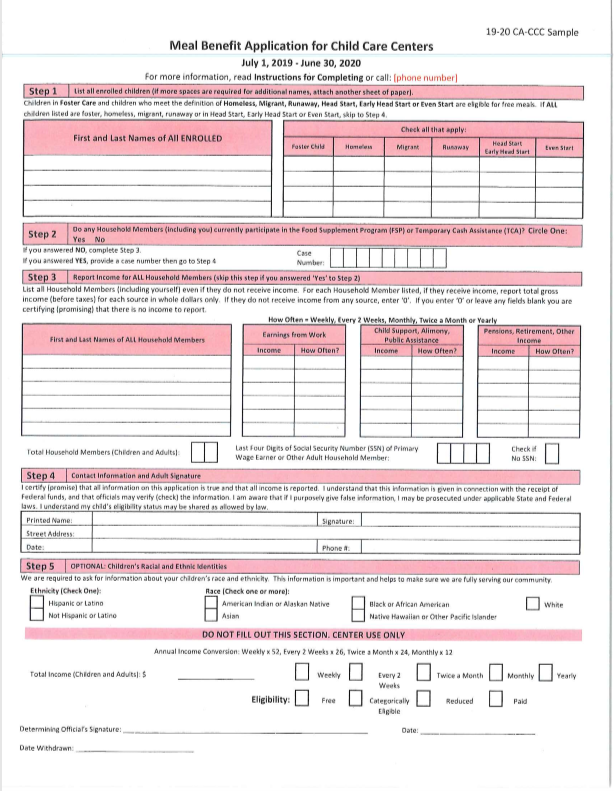 19-20 CA-CCC Sample
Meal Benefit Application for Child Care Centers
July 1, 2019 - June 30, 2020
For more information, read Instructions for Completing or call: [phone number]
Step 1 List all enrolled children (if more spaces are required for additional names, attach another sheet of paper).
Children in Foster Care and children who meet the definition of Homeless, Migrant, Runaway, Head Start, Early Head Start or Even Start are eligible for free meals. If ALL
children listed are foster, homeless, migrant, runaway or in Head Start, Early Head Start or Even Start, skip to Step 4.
First and Last Names of All ENROLLED
Check all that apply:
Foster Child Homeless Migrant Runaway Head Start Early Head Start Even Start
Step 2 Do any Household Members (including you) currently participate in the Food Supplement Program (FSP) or Temporary Cash Assistance (TCA)? Circle One:
Yes No
If you answered NO, complete Step 3.
If you answered YES, provide a case number then go to Step 4
Case
Number:
Step 3 Report Income for ALL Household Members (skip this step if you answered 'Yes' to Step 2)
List all Household Members (including yourself) even if they do not receive income. For each Household Member listed, if they receive income, report total gross
income (before taxes) for each source in whole dollars only. If they do not receive income from any source, enter '0'. If you enter '0' or leave any fields blank you are
certifying (promising) that there is no income to report.
How Often = Weekly, Every 2 Weeks, Monthly, Twice a Month or Yearly
First and Last Names of ALL Household Members
Earnings from Work
Child Support, Alimony,
Public Assistance
Pensions, Retirement, Other
Income
Income How Often? Income How Often? Income How Often?
Total Household Members (Children and Adults):
Last Four Digits of Social Security Number (SSN) of Primary
Wage Earner or Other Adult Household Member:
Check if
No SSN:
Step 4 Contact Information and Adult Signature
I certify (promise) that all information on this application is true and that all income is reported. I understand that this information is given in connection with the receipt of
Federal funds, and that officials may verify (check) the information. I am aware that if I purposely give false information, I may be prosecuted under applicable State and Federal
laws. I understand my child's eligibility status may be shared as allowed by law.
Printed Name: Signature:
Street Address:
Date: Phone #:
Step 5 OPTIONAL: Children's Racial and Ethnic Identities
We are required to ask for information about your children's race and ethnicity. This information is important and helps to make sure we are fully serving our community.
Ethnicity (Check One): Race (Check one or more):
Hispanic or Latino American Indian or Alaskan Native Black or African American White
Not Hispanic or Latino Asian Native Hawaiian or Other Pacific Islander
DO NOT FILL OUT THIS SECTION. CENTER USE ONLY
Annual Income Conversion: Weekly x 52, Every 2 Weeks x 26, Twice a Month x 24, Monthly x 12
Total Income (Children and Adults): $ Weekly Every 2 Weeks Twice a Month Monthly Yearly
Eligibility: Free Categorically Eligible Reduced Paid
Determining Official's Signature: Date:
Date Withdrawn: